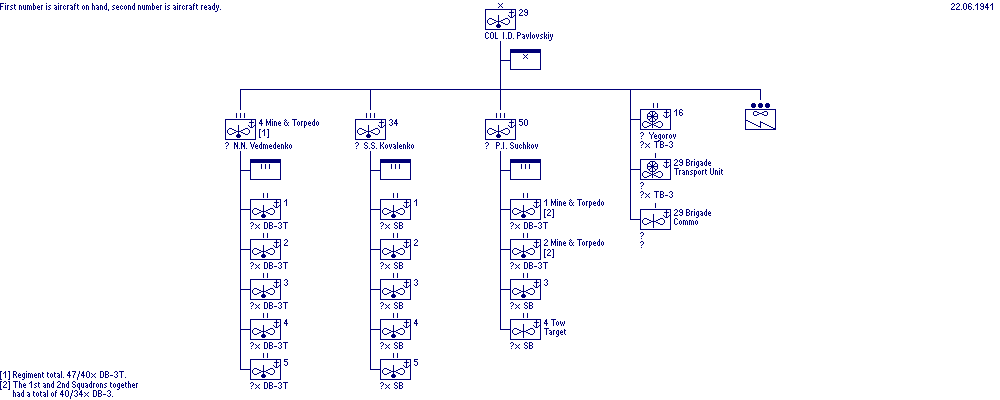 First number is aircraft on hand, second number is aircraft ready.
22.06.1941
29
COL I.D. Pavlovskiy
4 Mine & Torpedo
[1]
? N.N. Vedmedenko
1
?x DB-3T
2
?x DB-3T
3
?x DB-3T
4
?x DB-3T
5
?x DB-3T
34
? S.S. Kovalenko
1
?x SB
2
?x SB
3
?x SB
4
?x SB
5
?x SB
50
? P.I. Suchkov
1 Mine & Torpedo
[2]
?x DB-3T
2 Mine & Torpedo
[2]
?x DB-3T
3
?x SB
4 Tow
Target
?x SB
16
? Yegorov
?x TB-3
29 Brigade
Transport Unit
?
?x TB-3
29 Brigade
Commo
?
?
[1] Regiment total. 47/40x DB-3T.
[2] The 1st and 2nd Squadrons together
had a total of 40/34x DB-3.